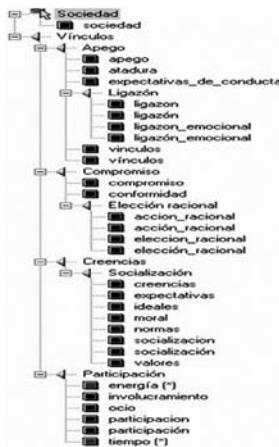 Sociedad
sociedad
Vínculos
Apego
apego
atadura
expectativas_de_conducta
Ligazón
ligazon
ligazón
ligazon_emocional
ligazón_emocional
vinculos
vínculos
Compromiso
compromiso
conformidad
Elección racional
accion_racional
acción_racional
eleccion_racional
elección_racional
Creencias
Socialización
creencias
expectativas
ideales
moral
normas
socializacion
socialización
valores
Participación
energía (*)
involucramiento
ocio
participacion
participación
tiempo (*)